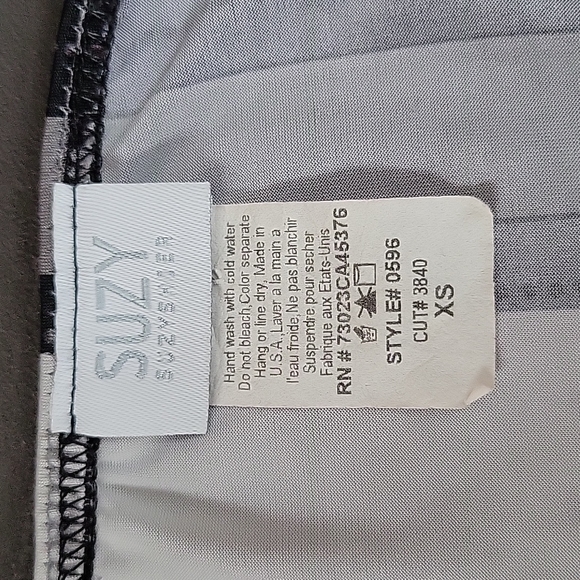 SUZY
SUZY SHIER
Hand wash with cold water
Do not bleach,Color separate
Hang or line dry, Made in
U.S.A,Laver a la main a
l'eau froide,Ne pas blanchir
Suspendre pour secher
Fabrique aux Etats-Unis
RN # 73023CA45376
STYLE# 0596
CUT# 3840
XS